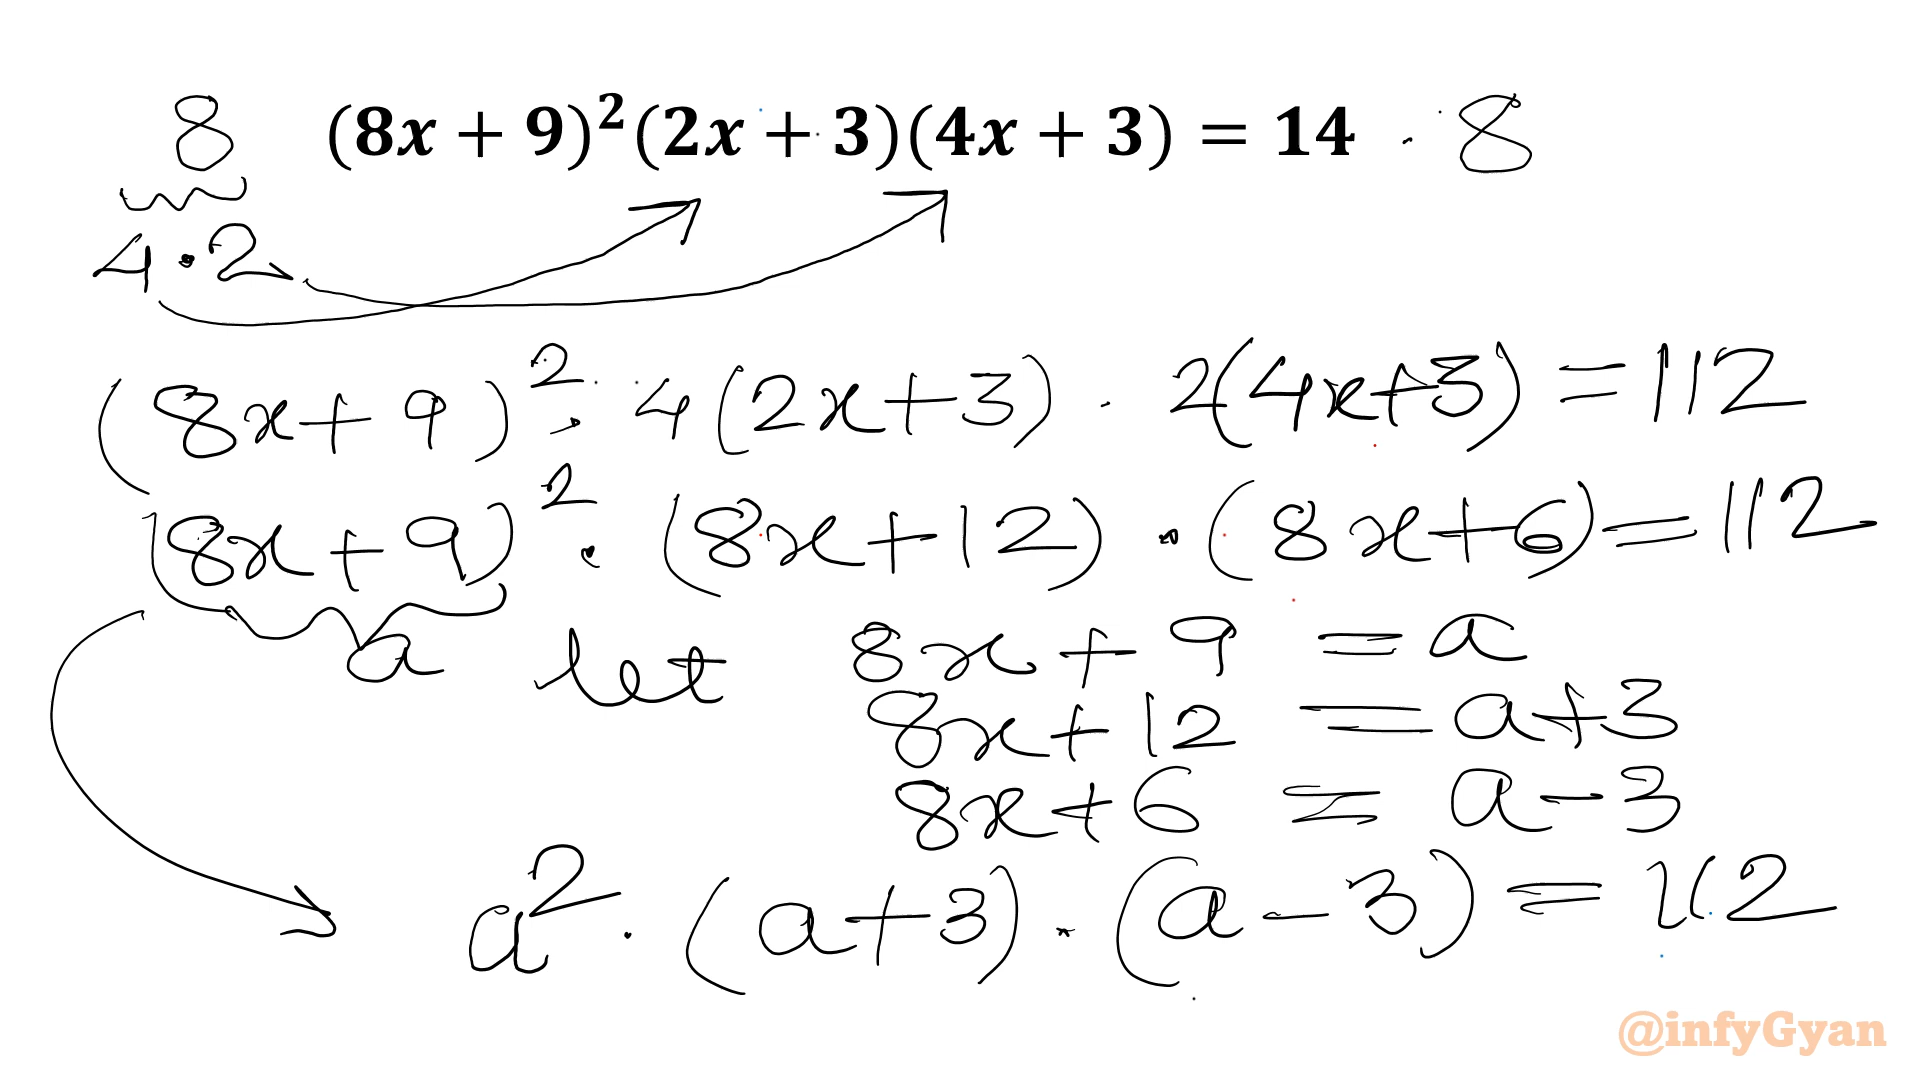 8 (8x + 9)²(2x + 3)(4x + 3) = 14 · 8
4·2
(8x+9)² · 4(2x+3) · 2(4x+3) = 112
(8x+9)² · (8x+12) · (8x+6) = 112
a let 8x+9 = a
8x+12 = a+3
8x+6 = a-3
a² · (a+3) · (a-3) = 112
@infyGyan